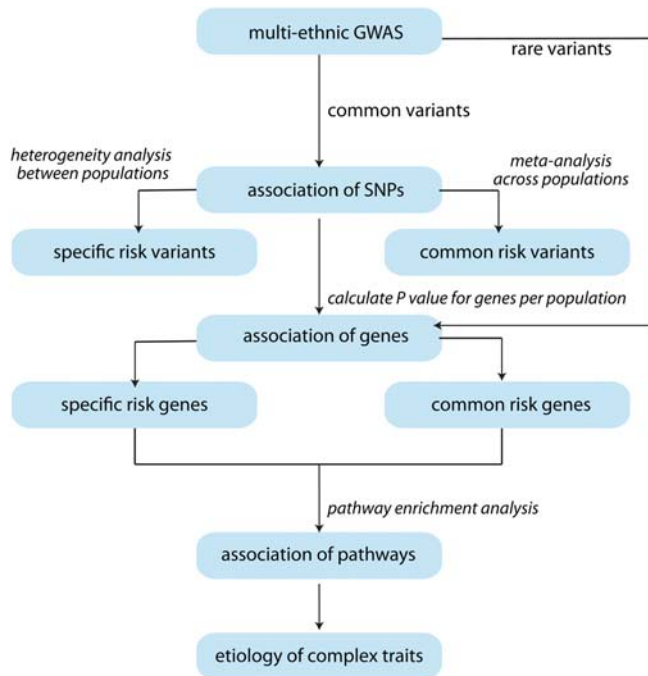 multi-ethnic GWAS
rare variants
common variants
heterogeneity analysis
between populations
meta-analysis
across populations
association of SNPs
specific risk variants
common risk variants
calculate P value for genes per population
association of genes
specific risk genes
common risk genes
pathway enrichment analysis
association of pathways
etiology of complex traits